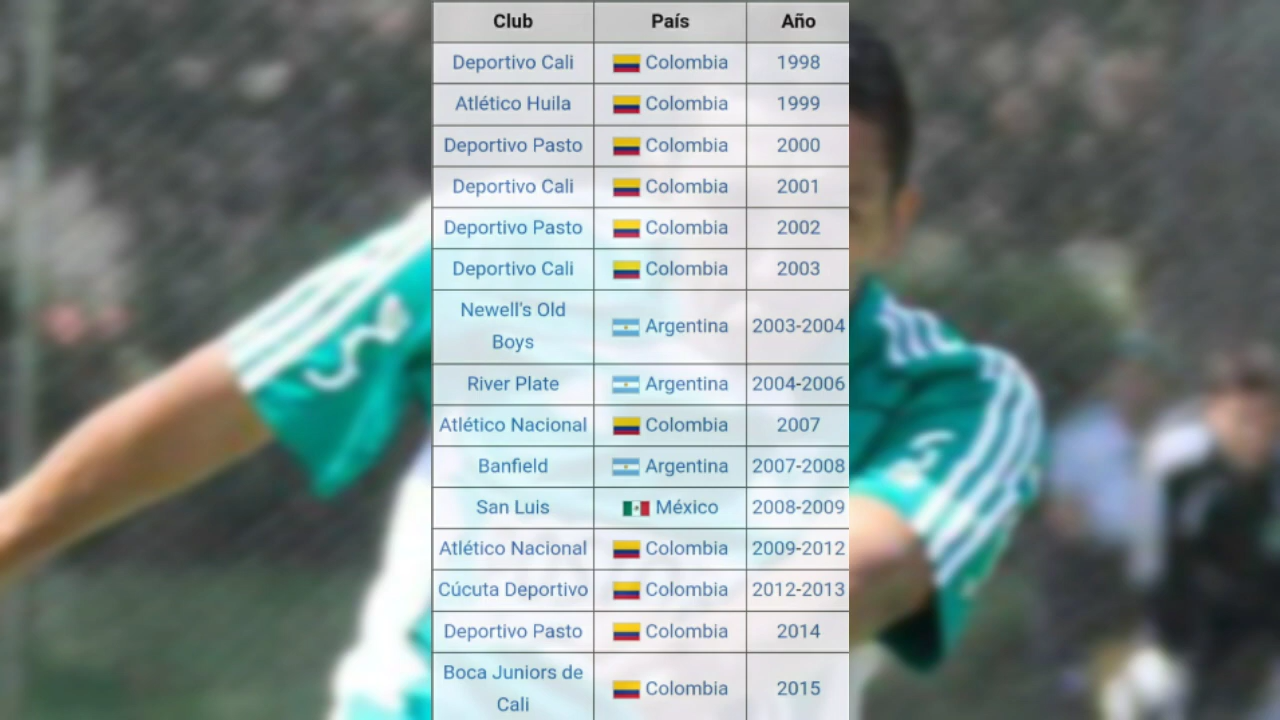 Club País Año
Deportivo Cali Colombia 1998
Atlético Huila Colombia 1999
Deportivo Pasto Colombia 2000
Deportivo Cali Colombia 2001
Deportivo Pasto Colombia 2002
Deportivo Cali Colombia 2003
Newell's Old
Boys Argentina 2003-2004
River Plate Argentina 2004-2006
Atlético Nacional Colombia 2007
Banfield Argentina 2007-2008
San Luis México 2008-2009
Atlético Nacional Colombia 2009-2012
Cúcuta Deportivo Colombia 2012-2013
Deportivo Pasto Colombia 2014
Boca Juniors de
Cali Colombia 2015